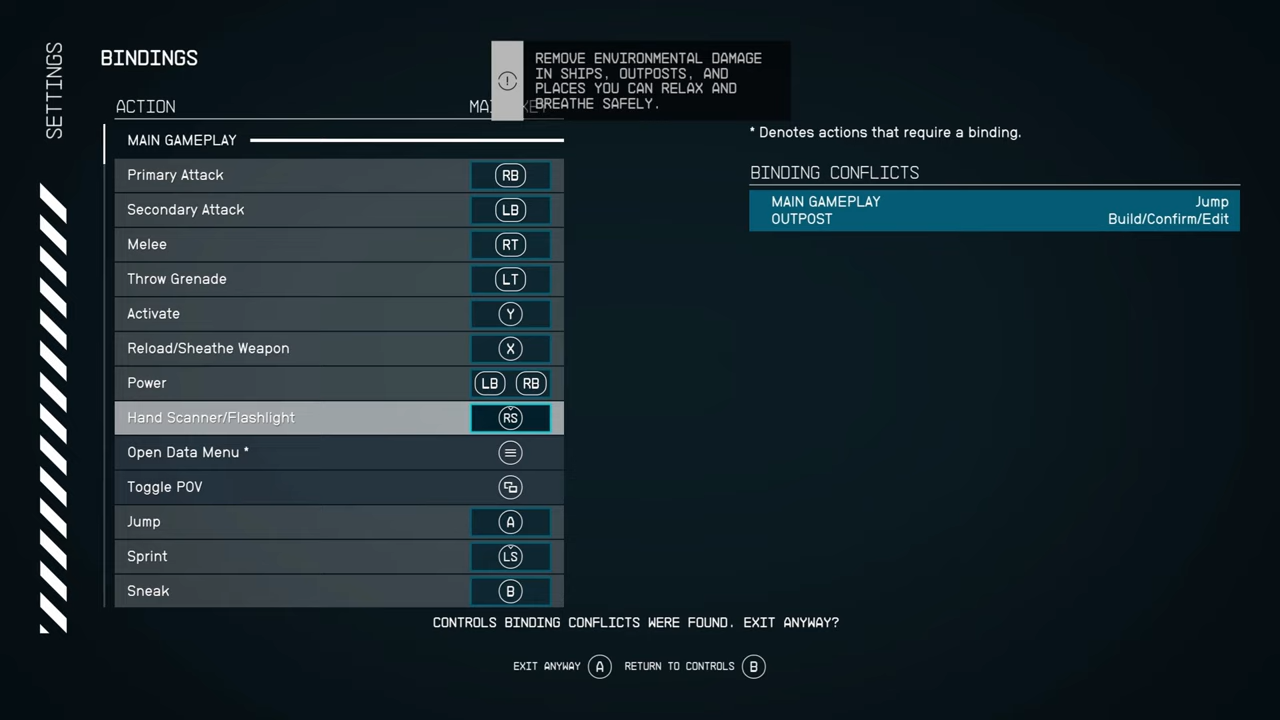 SETTINGS
BINDINGS
REMOVE ENVIRONMENTAL DAMAGE
IN SHIPS, OUTPOSTS, AND
PLACES YOU CAN RELAX AND
BREATHE SAFELY.
ACTION
MAIN GAMEPLAY
Primary Attack RB
Secondary Attack LB
Melee RT
Throw Grenade LT
Activate Y
Reload/Sheathe Weapon X
Power LB RB
Hand Scanner/Flashlight RS
Open Data Menu *
Toggle POV
Jump A
Sprint LS
Sneak B
* Denotes actions that require a binding.
BINDING CONFLICTS
MAIN GAMEPLAY Jump
OUTPOST Build/Confirm/Edit
CONTROLS BINDING CONFLICTS WERE FOUND. EXIT ANYWAY?
EXIT ANYWAY A RETURN TO CONTROLS B